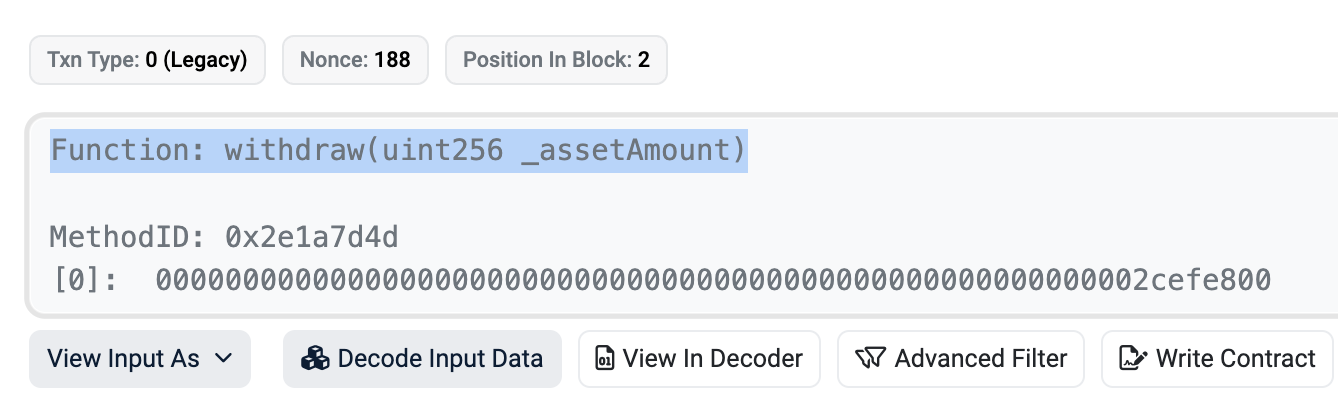 Txn Type: 0 (Legacy) Nonce: 188 Position In Block: 2
Function: withdraw(uint256 _assetAmount)
MethodID: 0x2e1a7d4d
[0]: 000000000000000000000000000000000000000000000000000000002cefe800
View Input As Decode Input Data View In Decoder Advanced Filter Write Contract